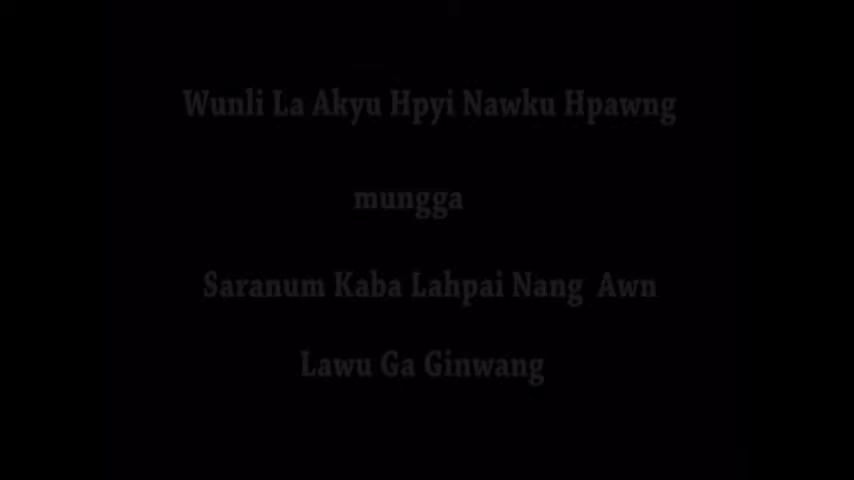 Wunli La Akyu Hpyi Nawku Hpawng
mungga
Saranum Kaba Lahpai Nang Awn
Lawu Ga Ginwang